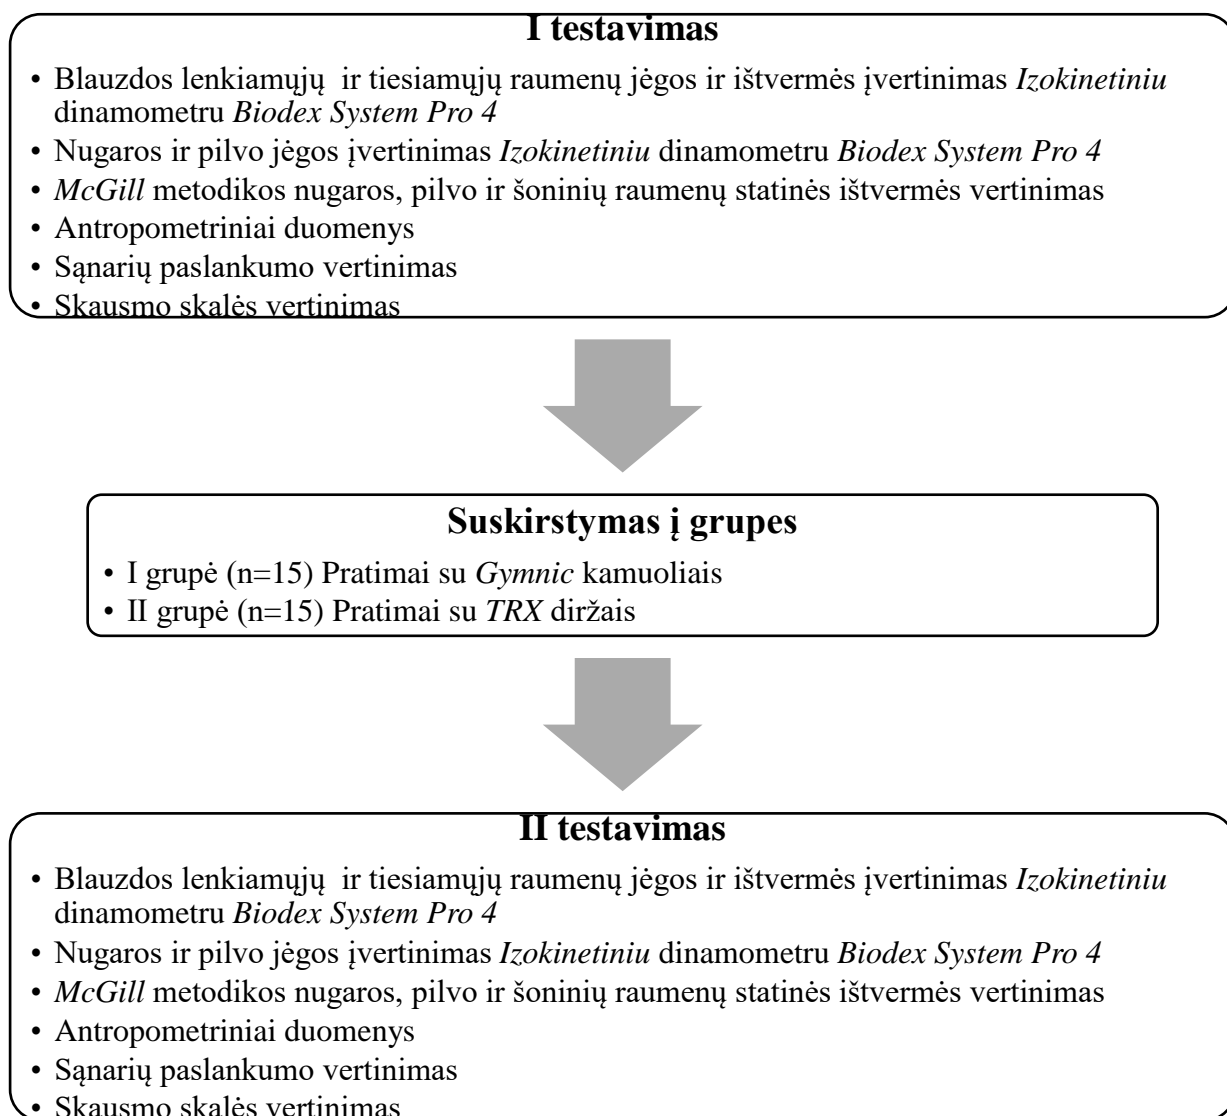 I testavimas
• Blauzdos lenkiamųjų ir tiesiamųjų raumenų jėgos ir ištvermės įvertinimas Izokinetiniu
dinamometru Biodex System Pro 4
• Nugaros ir pilvo jėgos įvertinimas Izokinetiniu dinamometru Biodex System Pro 4
• McGill metodikos nugaros, pilvo ir šoninių raumenų statinės ištvermės vertinimas
• Antropometriniai duomenys
• Sąnarių paslankumo vertinimas
• Skausmo skalės vertinimas
Suskirstymas į grupes
• I grupė (n=15) Pratimai su Gymnic kamuoliais
• II grupė (n=15) Pratimai su TRX diržais
II testavimas
• Blauzdos lenkiamųjų ir tiesiamųjų raumenų jėgos ir ištvermės įvertinimas Izokinetiniu
dinamometru Biodex System Pro 4
• Nugaros ir pilvo jėgos įvertinimas Izokinetiniu dinamometru Biodex System Pro 4
• McGill metodikos nugaros, pilvo ir šoninių raumenų statinės ištvermės vertinimas
• Antropometriniai duomenys
• Sąnarių paslankumo vertinimas
• Skausmo skalės vertinimas